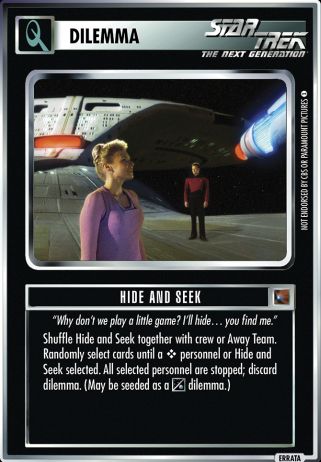 DILEMMA
STAR TREK
THE NEXT GENERATION
NOT ENDORSED BY CBS OR PARAMOUNT PICTURES
HIDE AND SEEK
"Why don't we play a little game? I'll hide... you find me."
Shuffle Hide and Seek together with crew or Away Team.
Randomly select cards until a ❖ personnel or Hide and
Seek selected. All selected personnel are stopped; discard
dilemma. (May be seeded as a dilemma.)
ERRATA